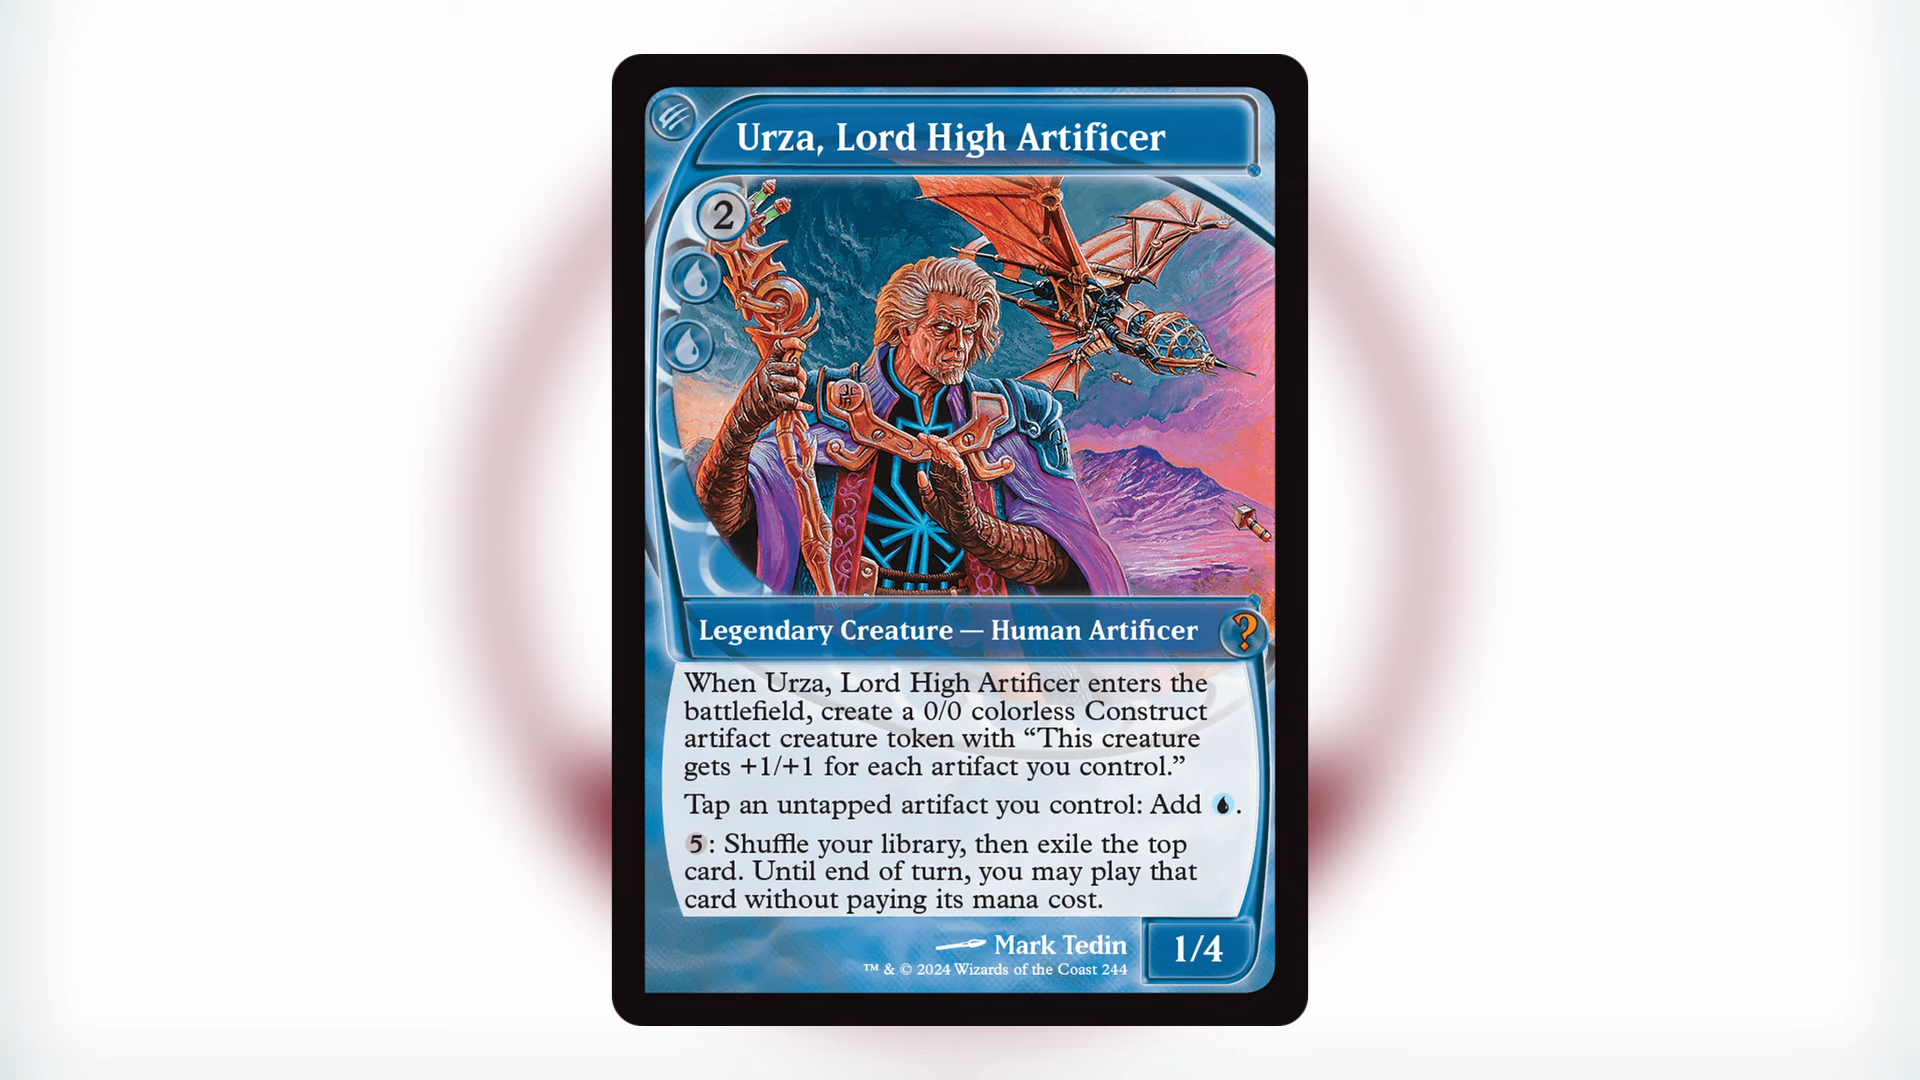 Urza, Lord High Artificer
2
Legendary Creature — Human Artificer
?
When Urza, Lord High Artificer enters the
battlefield, create a 0/0 colorless Construct
artifact creature token with “This creature
gets +1/+1 for each artifact you control.”
Tap an untapped artifact you control: Add .
5: Shuffle your library, then exile the top
card. Until end of turn, you may play that
card without paying its mana cost.
Mark Tedin
1/4
™ & © 2024 Wizards of the Coast 244